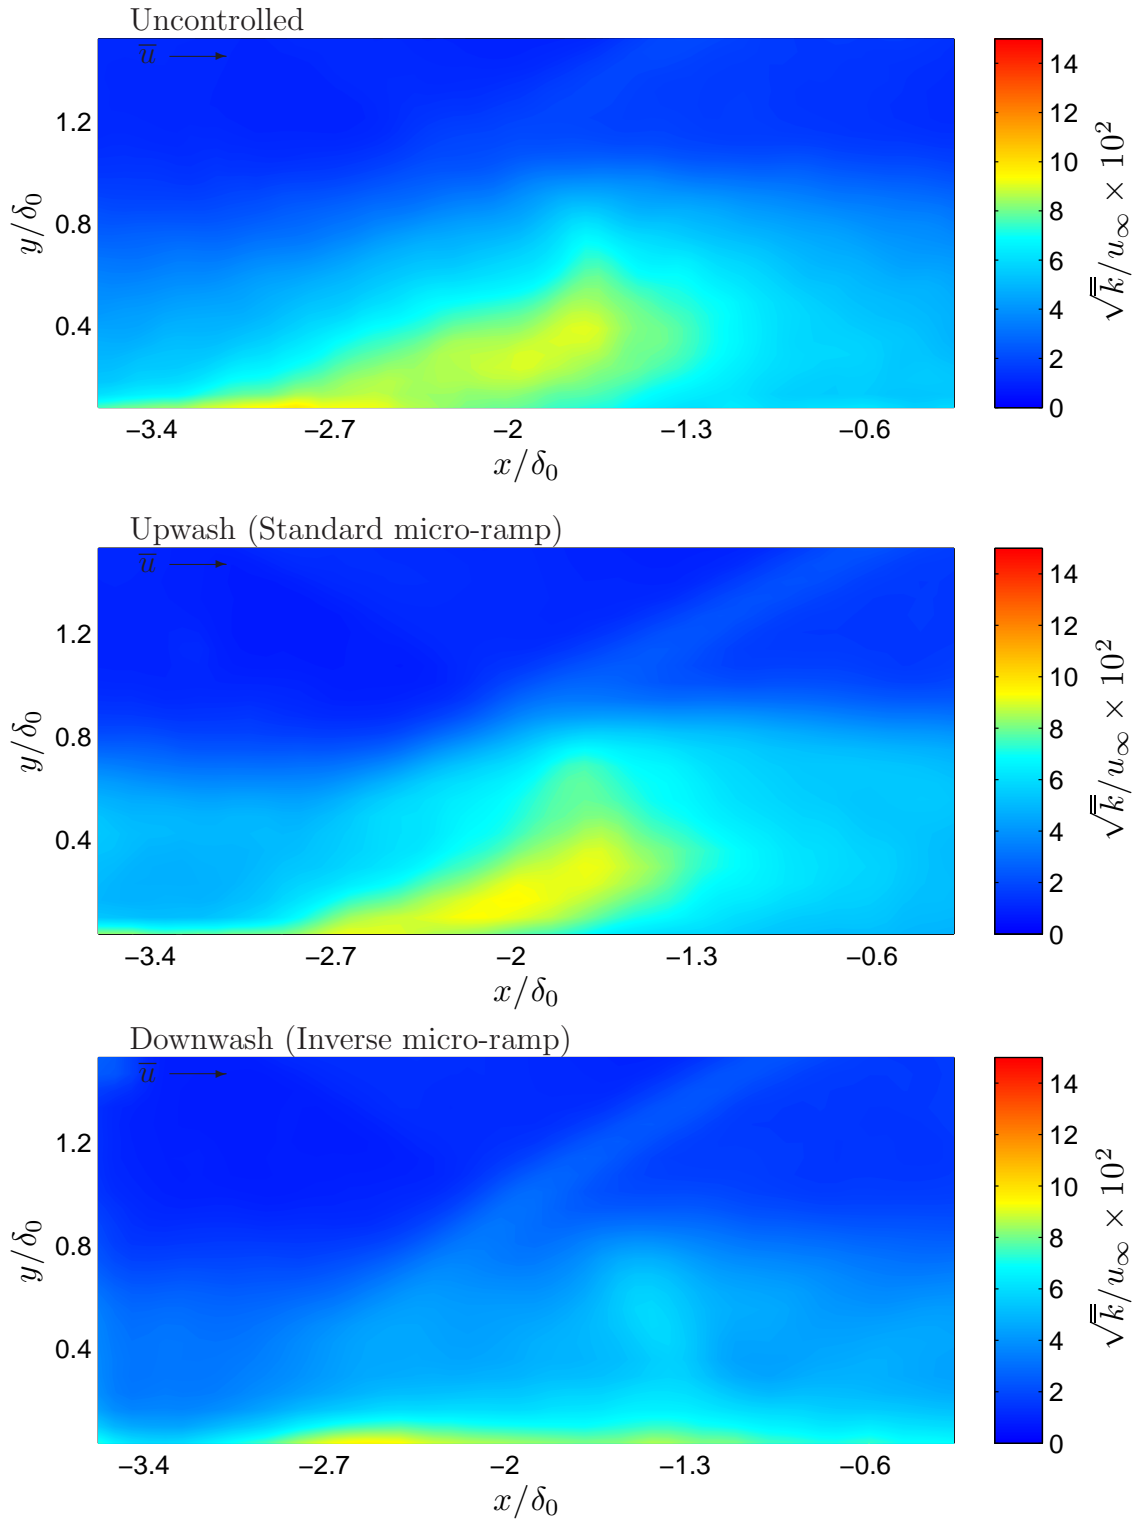 Uncontrolled
u̅
1.2
0.8
0.4
y/δ₀
−3.4 −2.7 −2 −1.3 −0.6
x/δ₀
14
12
10
8
6
4
2
0
√k̿/u∞ × 10²
Upwash (Standard micro-ramp)
u̅
1.2
0.8
0.4
y/δ₀
−3.4 −2.7 −2 −1.3 −0.6
x/δ₀
14
12
10
8
6
4
2
0
√k̿/u∞ × 10²
Downwash (Inverse micro-ramp)
u̅
1.2
0.8
0.4
y/δ₀
−3.4 −2.7 −2 −1.3 −0.6
x/δ₀
14
12
10
8
6
4
2
0
√k̿/u∞ × 10²